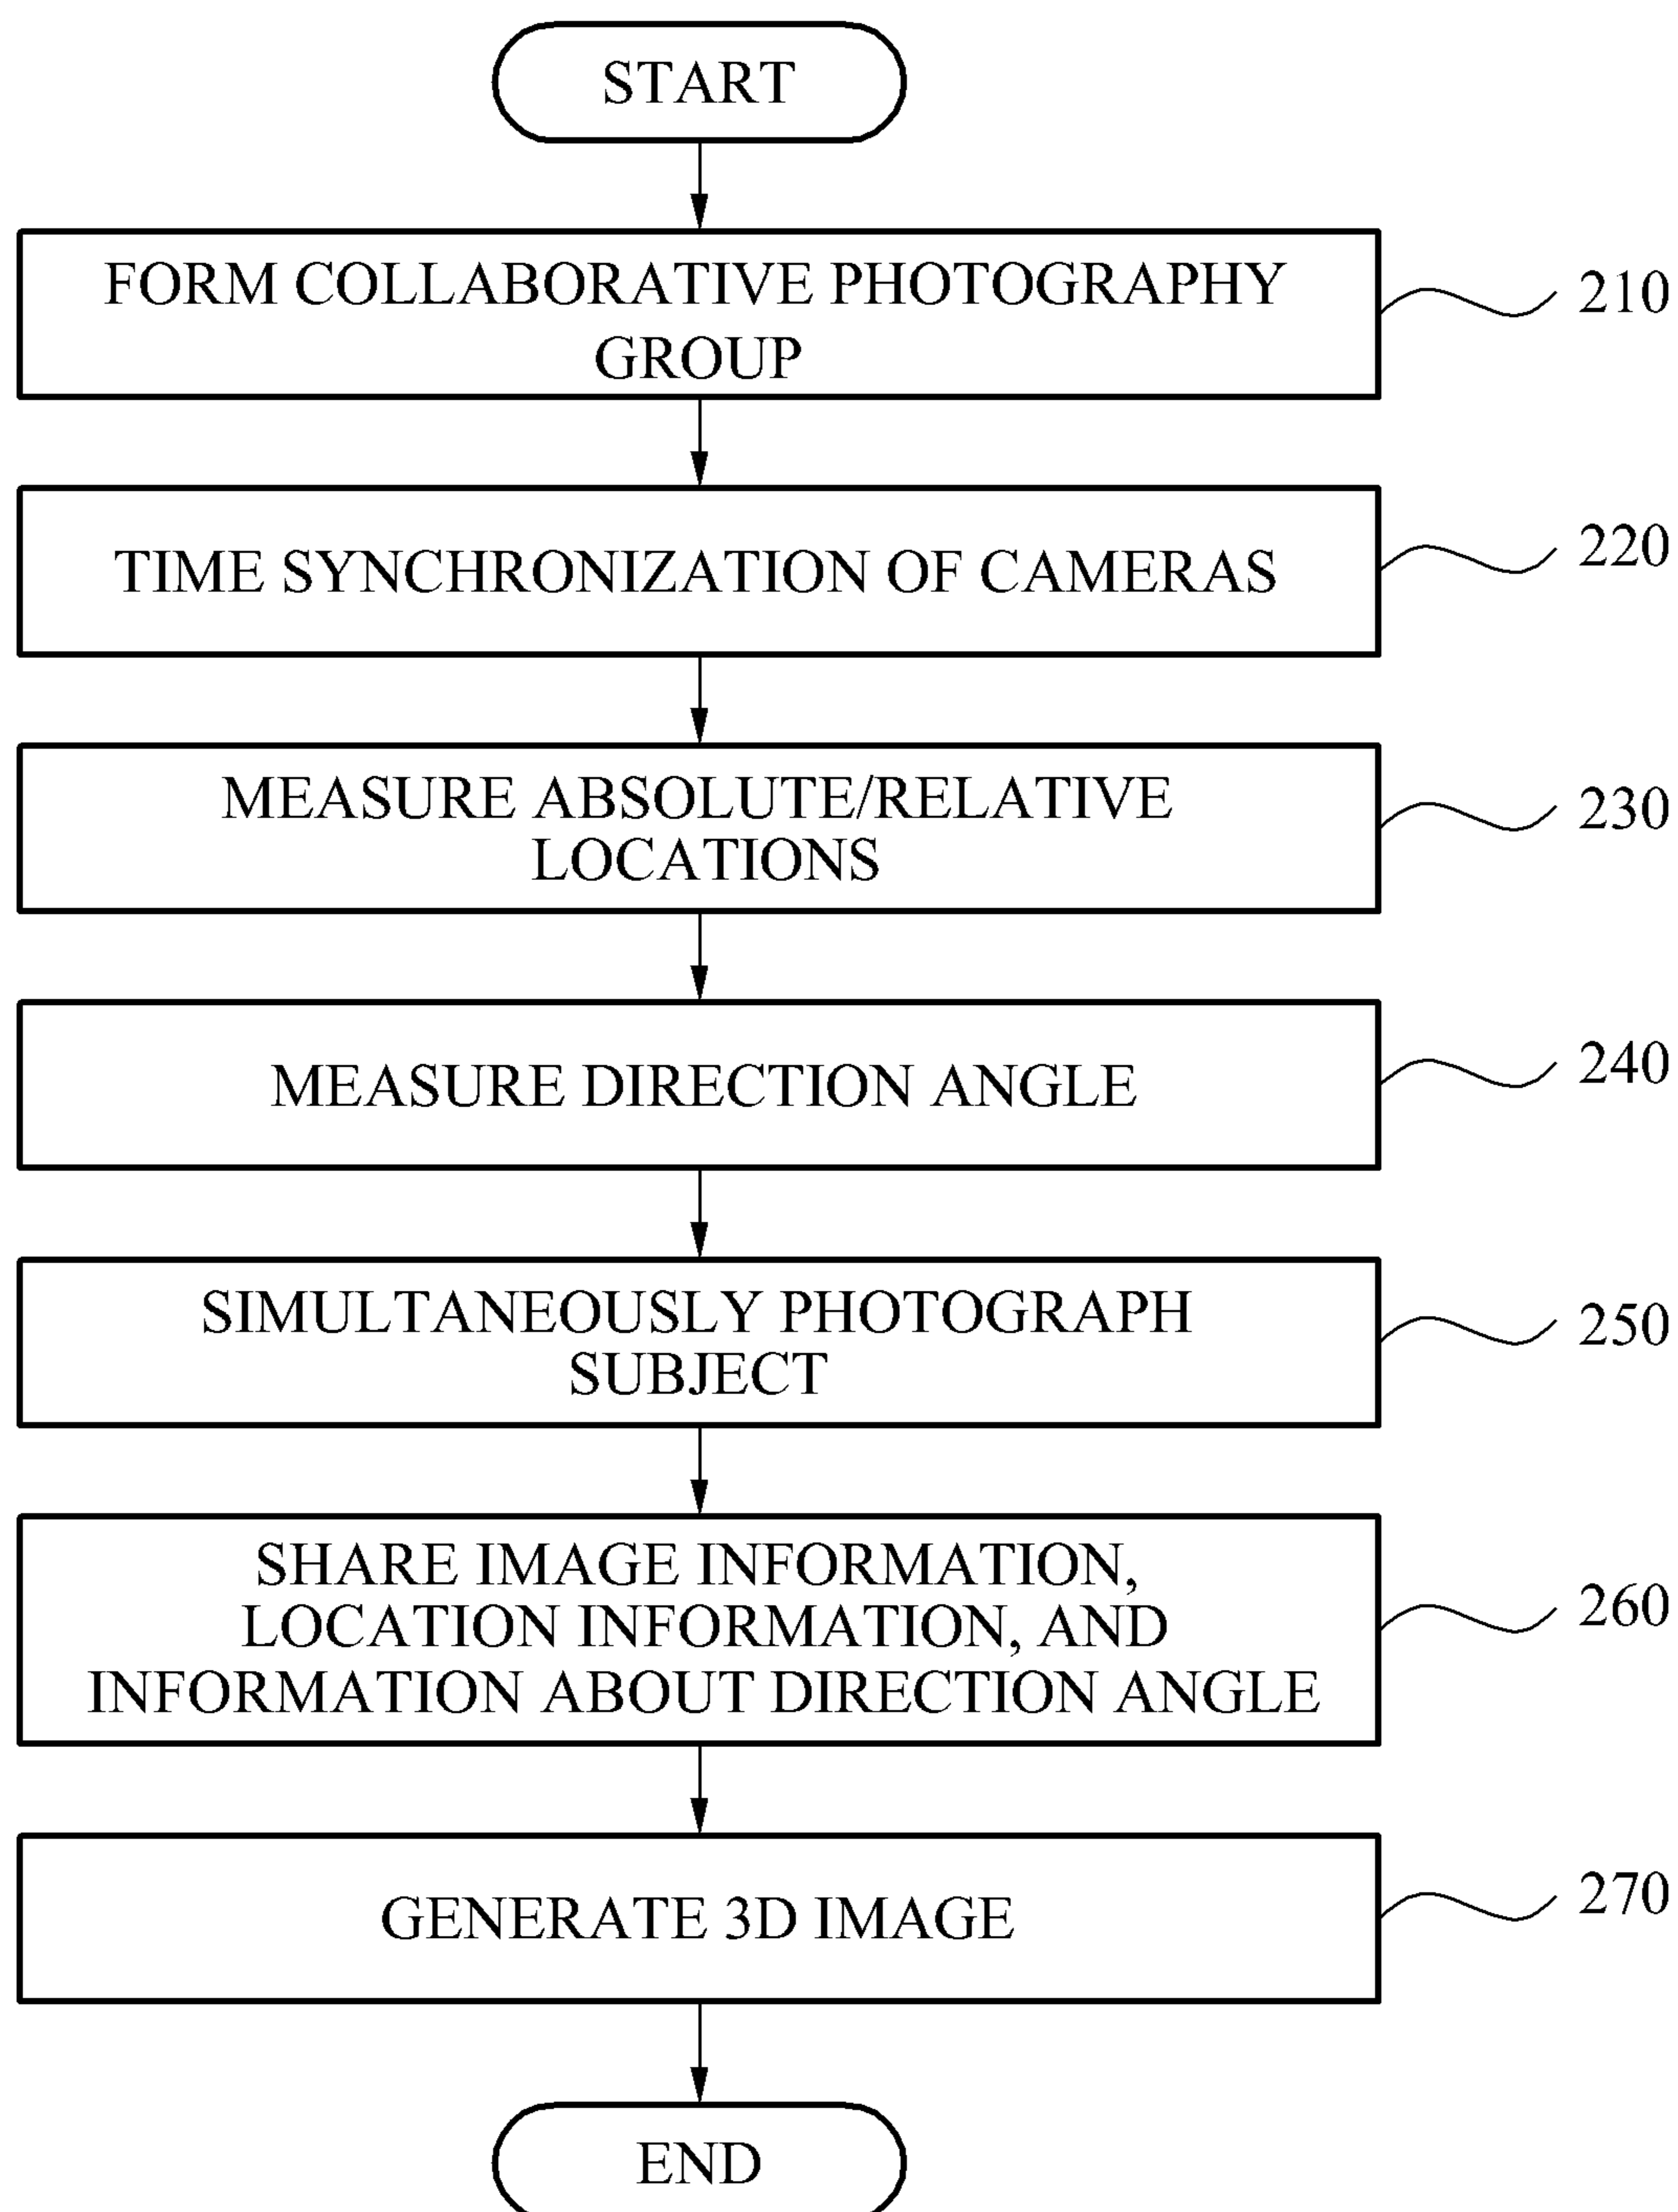 START
FORM COLLABORATIVE PHOTOGRAPHY
GROUP
210
TIME SYNCHRONIZATION OF CAMERAS
220
MEASURE ABSOLUTE/RELATIVE
LOCATIONS
230
MEASURE DIRECTION ANGLE
240
SIMULTANEOUSLY PHOTOGRAPH
SUBJECT
250
SHARE IMAGE INFORMATION,
LOCATION INFORMATION, AND
INFORMATION ABOUT DIRECTION ANGLE
260
GENERATE 3D IMAGE
270
END